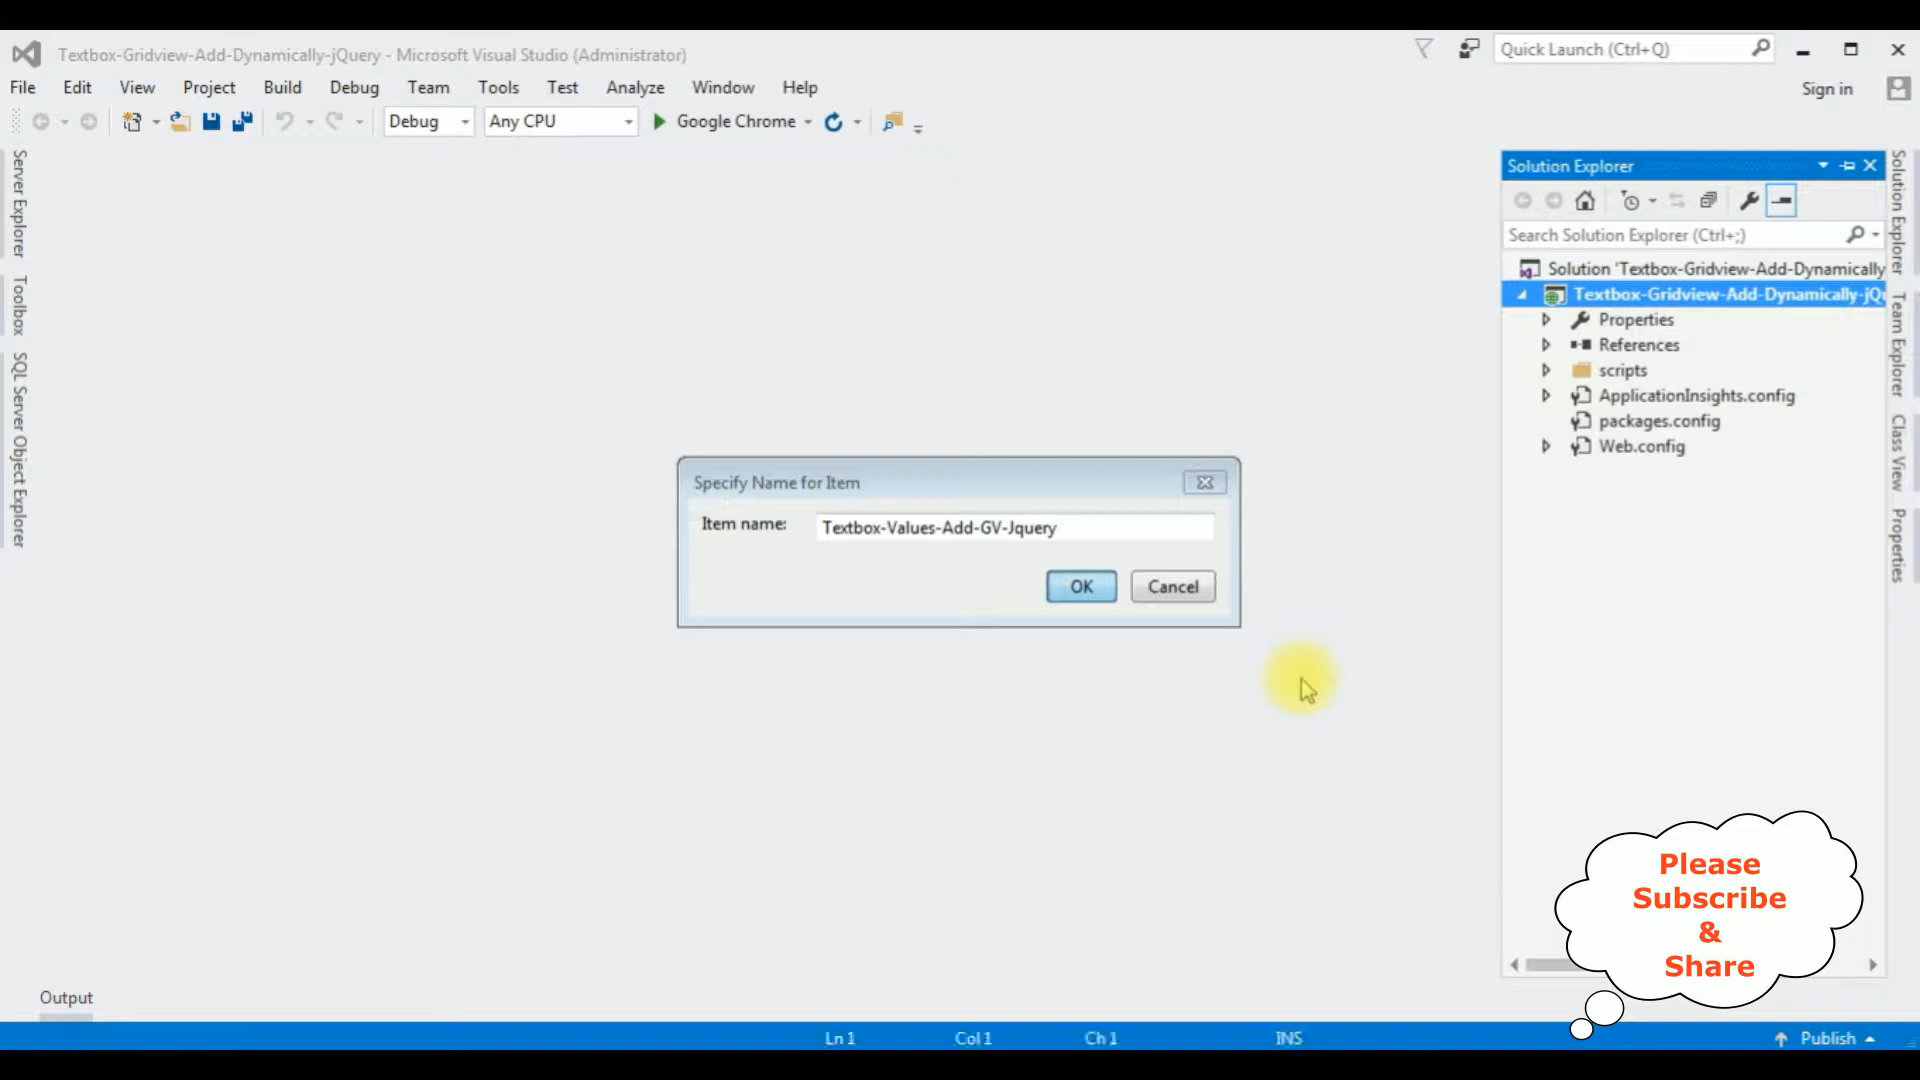 Textbox-Gridview-Add-Dynamically-jQuery - Microsoft Visual Studio (Administrator)
Quick Launch (Ctrl+Q)
File Edit View Project Build Debug Team Tools Test Analyze Window Help
Sign in
Debug Any CPU Google Chrome
Server Explorer
Toolbox
SQL Server Object Explorer
Solution Explorer
Search Solution Explorer (Ctrl+;)
Solution 'Textbox-Gridview-Add-Dynamically
Textbox-Gridview-Add-Dynamically-jQu
Properties
References
scripts
ApplicationInsights.config
packages.config
Web.config
Solution Explorer
Team Explorer
Class View
Properties
Specify Name for Item
Item name: Textbox-Values-Add-GV-Jquery
OK Cancel
Please
Subscribe
&
Share
Output
Ln 1 Col 1 Ch 1 INS Publish